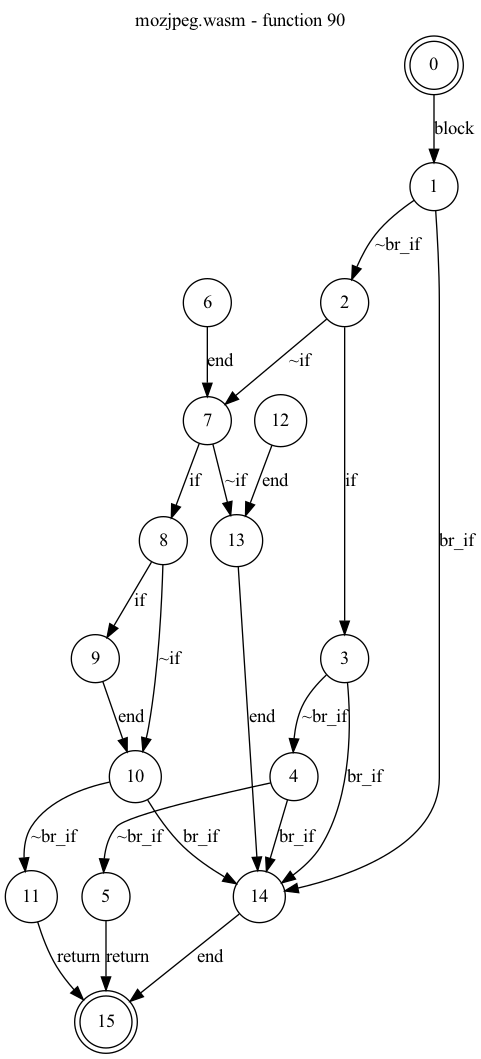 mozjpeg.wasm - function 90
0
block
1
~br_if
6
2
end
~if
7
12
if
~if
end
if
br_if
8
13
if
~if
9
3
end
end
~br_if
10
4
br_if
~br_if
~br_if
br_if
br_if
11
5
14
return
return
end
15